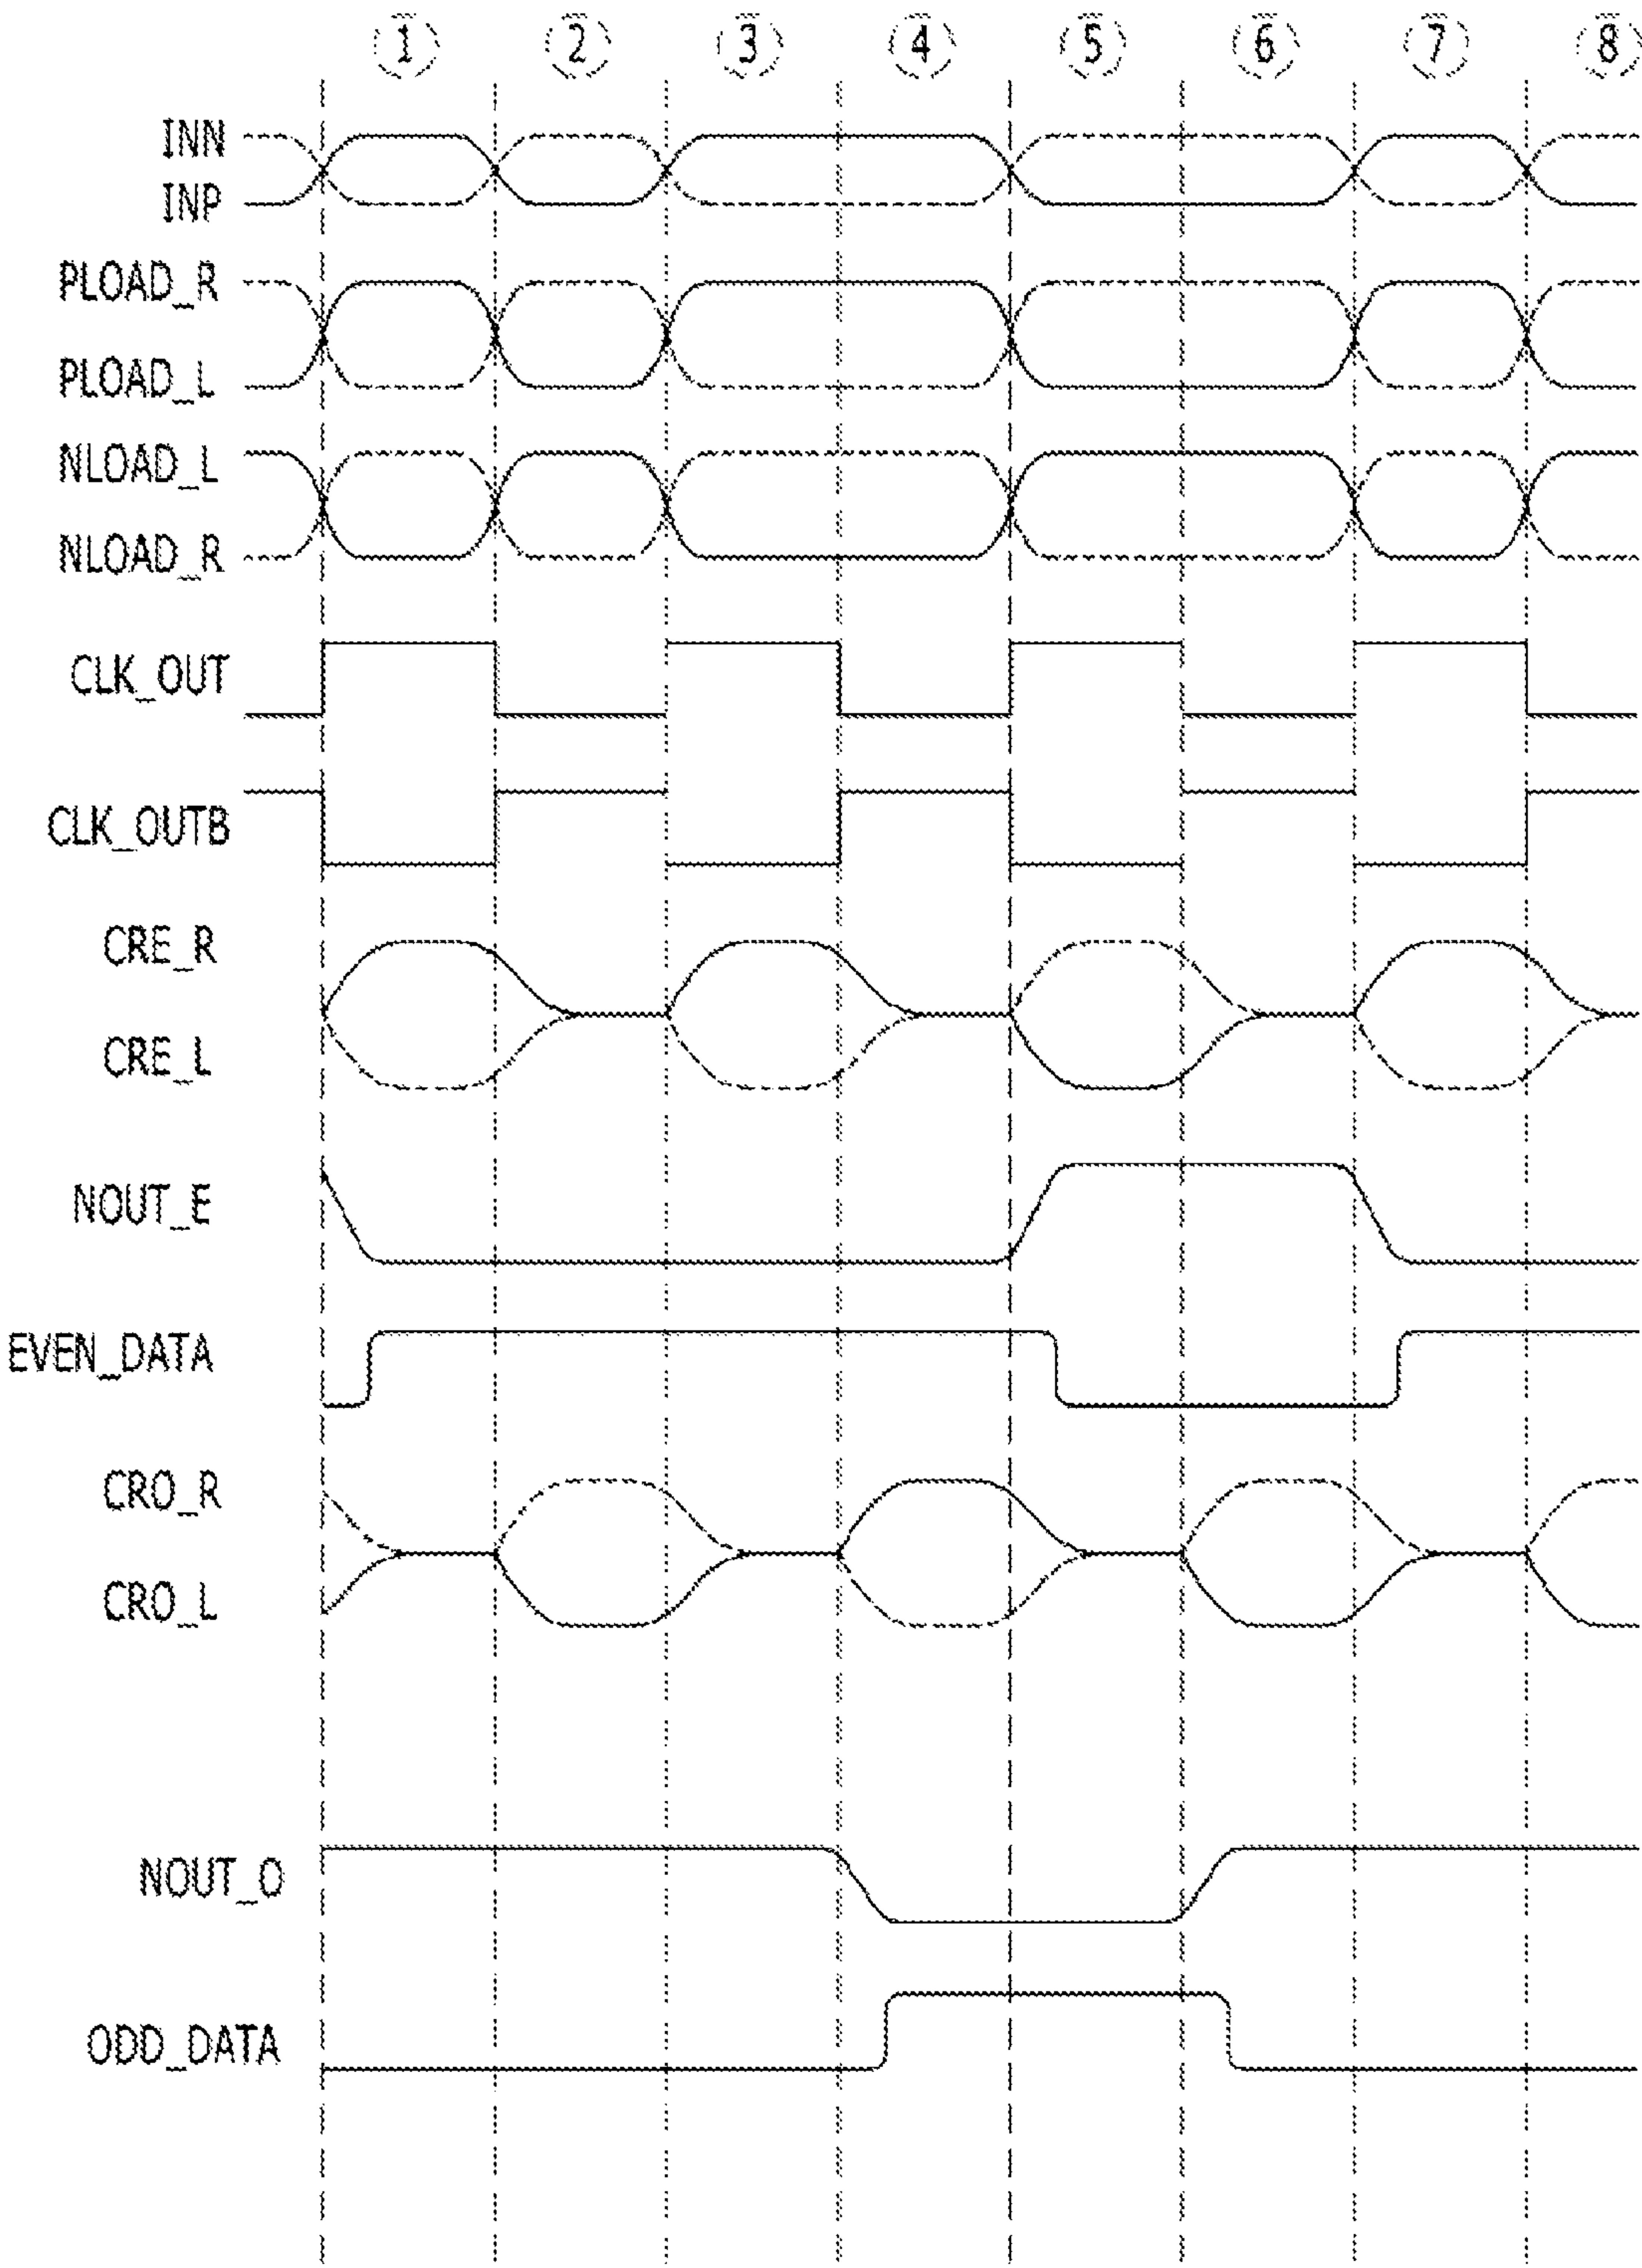 1 2 3 4 5 6 7 8
INN
INP
PLOAD_R
PLOAD_L
NLOAD_L
NLOAD_R
CLK_OUT
CLK_OUTB
CRE_R
CRE_L
NOUT_E
EVEN_DATA
CRO_R
CRO_L
NOUT_O
ODD_DATA